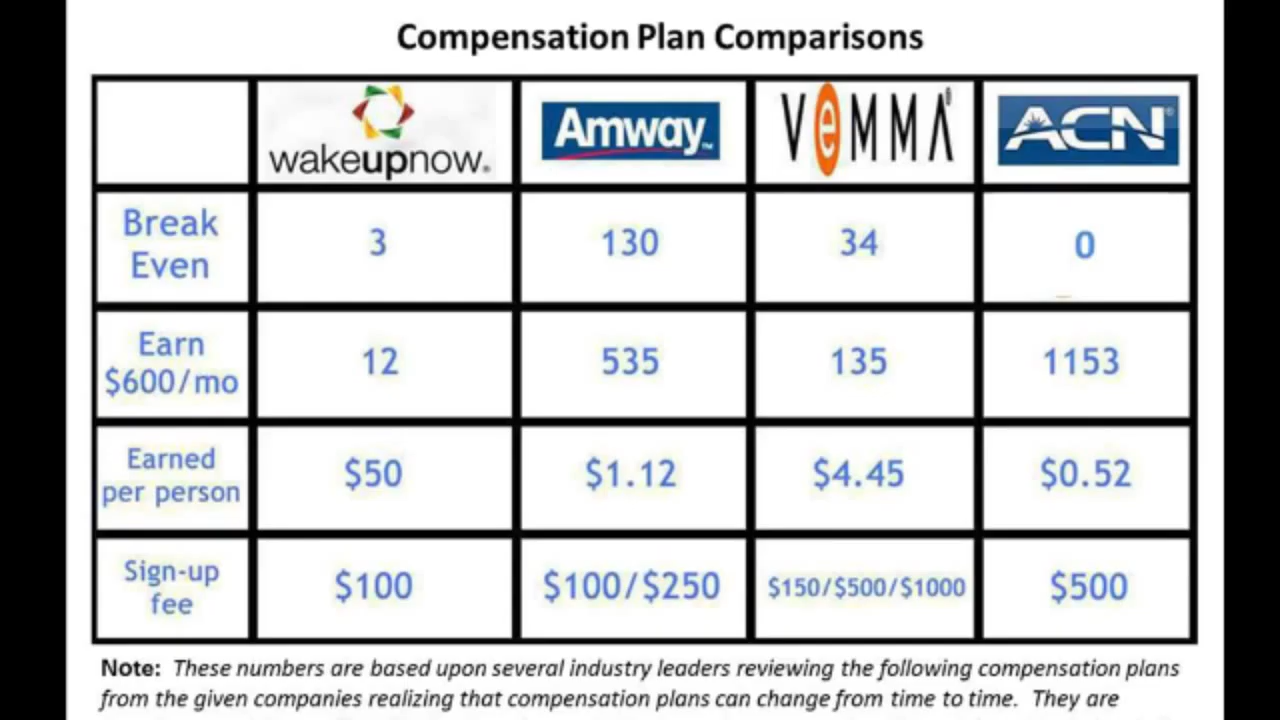 Compensation Plan Comparisons
wakeupnow. Amway™ VeMMA® ACN®
Break
Even
3 130 34 0
Earn
$600/mo
12 535 135 1153
Earned
per person
$50 $1.12 $4.45 $0.52
Sign-up
fee
$100 $100/$250 $150/$500/$1000 $500
Note: These numbers are based upon several industry leaders reviewing the following compensation plans
from the given companies realizing that compensation plans can change from time to time. They are